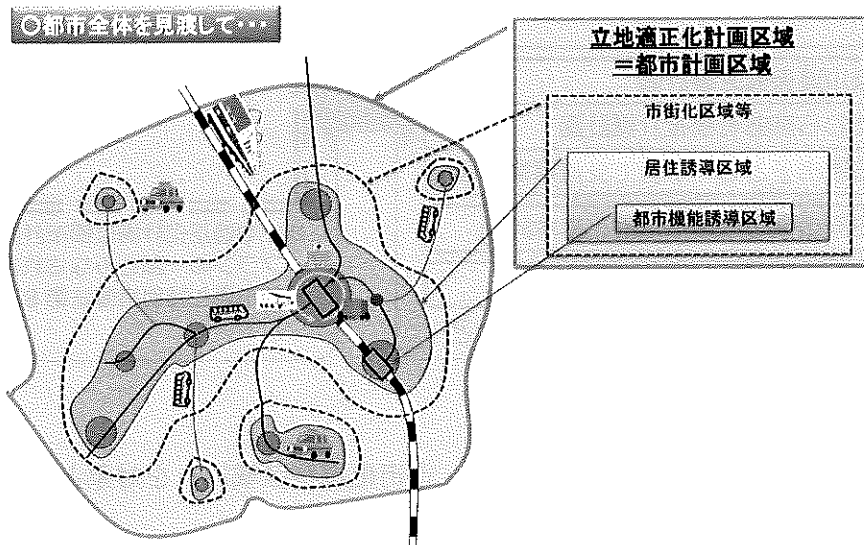 〇都市全体を見渡して・・・
立地適正化計画区域
＝都市計画区域
市街化区域等
居住誘導区域
都市機能誘導区域